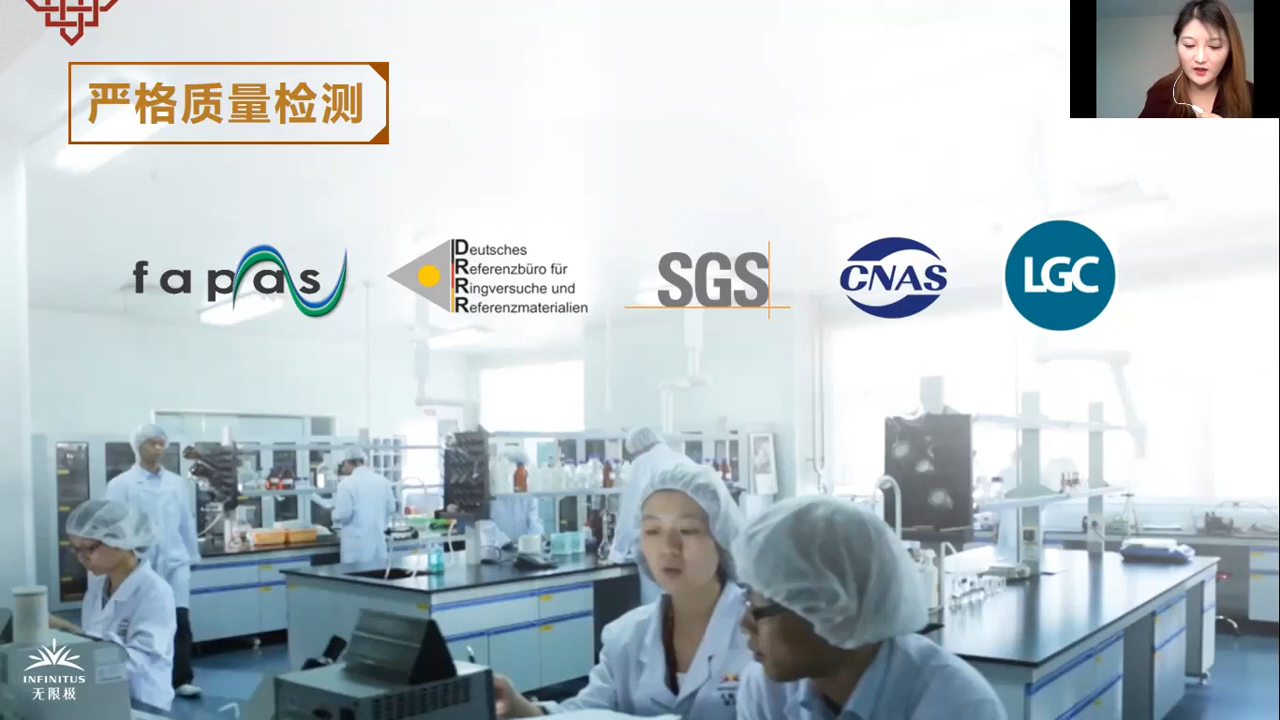 严格质量检测
fapas
Deutsches
Referenzbüro für
Ringversuche und
Referenzmaterialien
SGS
CNAS
LGC
INFINITUS
无限极